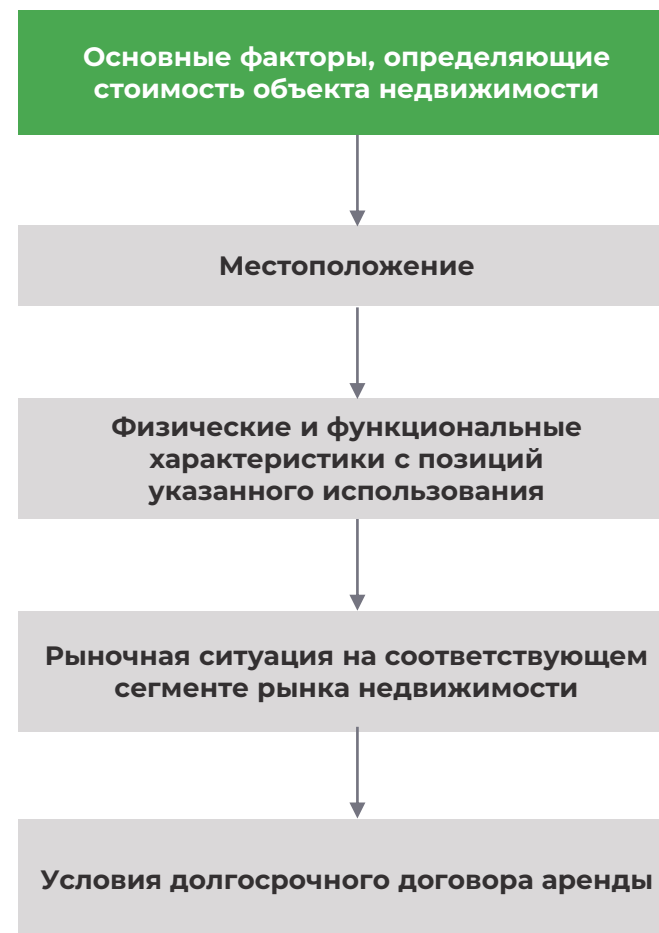 Основные факторы, определяющие
стоимость объекта недвижимости
Местоположение
Физические и функциональные
характеристики с позиций
указанного использования
Рыночная ситуация на соответствующем
сегменте рынка недвижимости
Условия долгосрочного договора аренды